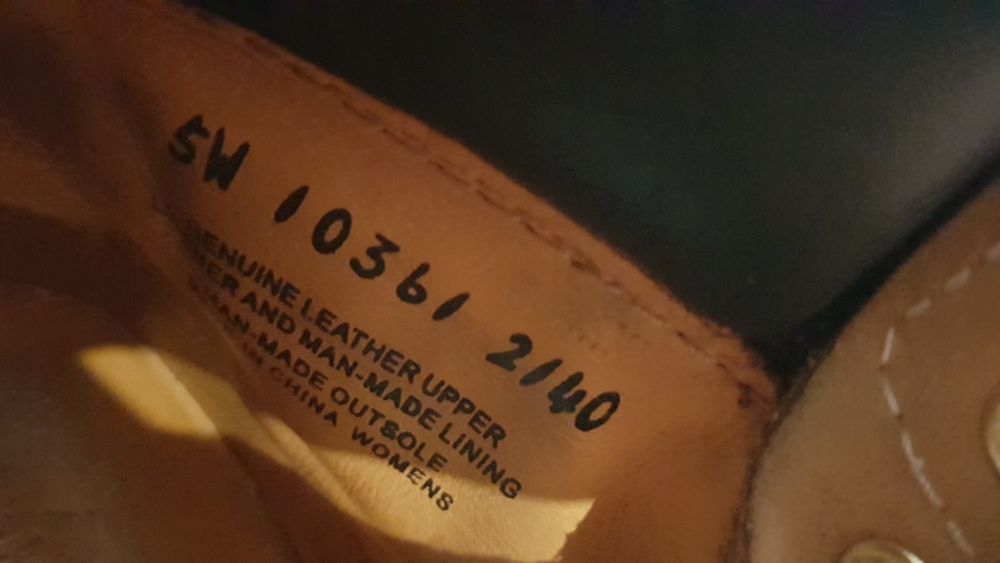 5W 10361 2140
GENUINE LEATHER UPPER
AND MAN-MADE LINING
MAN-MADE OUTSOLE
IN CHINA WOMENS